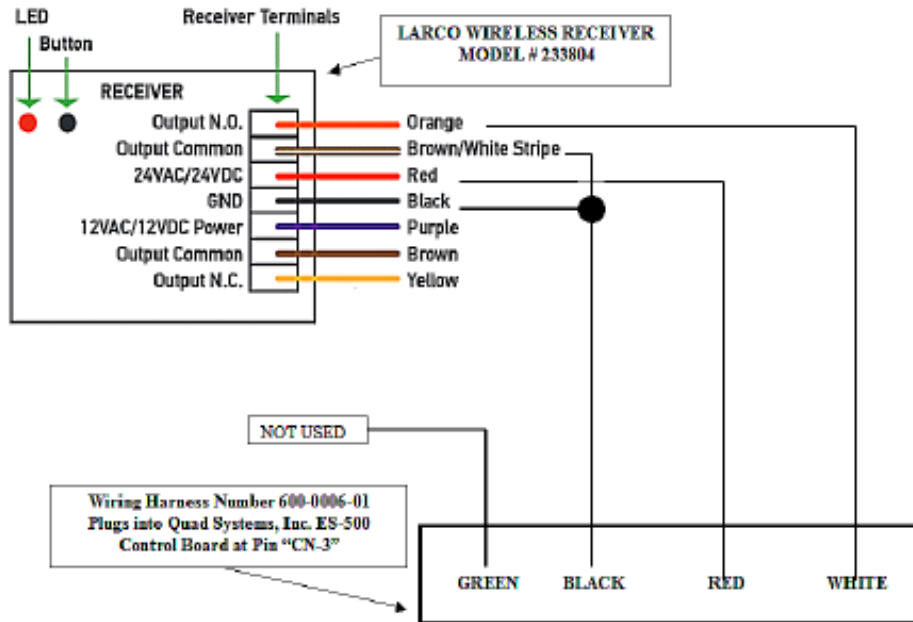 LED
Button
Receiver Terminals
LARCO WIRELESS RECEIVER
MODEL # 233804
RECEIVER
Output N.O.
Orange
Output Common
Brown/White Stripe
24VAC/24VDC
Red
GND
Black
12VAC/12VDC Power
Purple
Output Common
Brown
Output N.C.
Yellow
NOT USED
Wiring Harness Number 600-0006-01
Plugs into Quad Systems, Inc. ES-500
Control Board at Pin “CN-3”
GREEN
BLACK
RED
WHITE